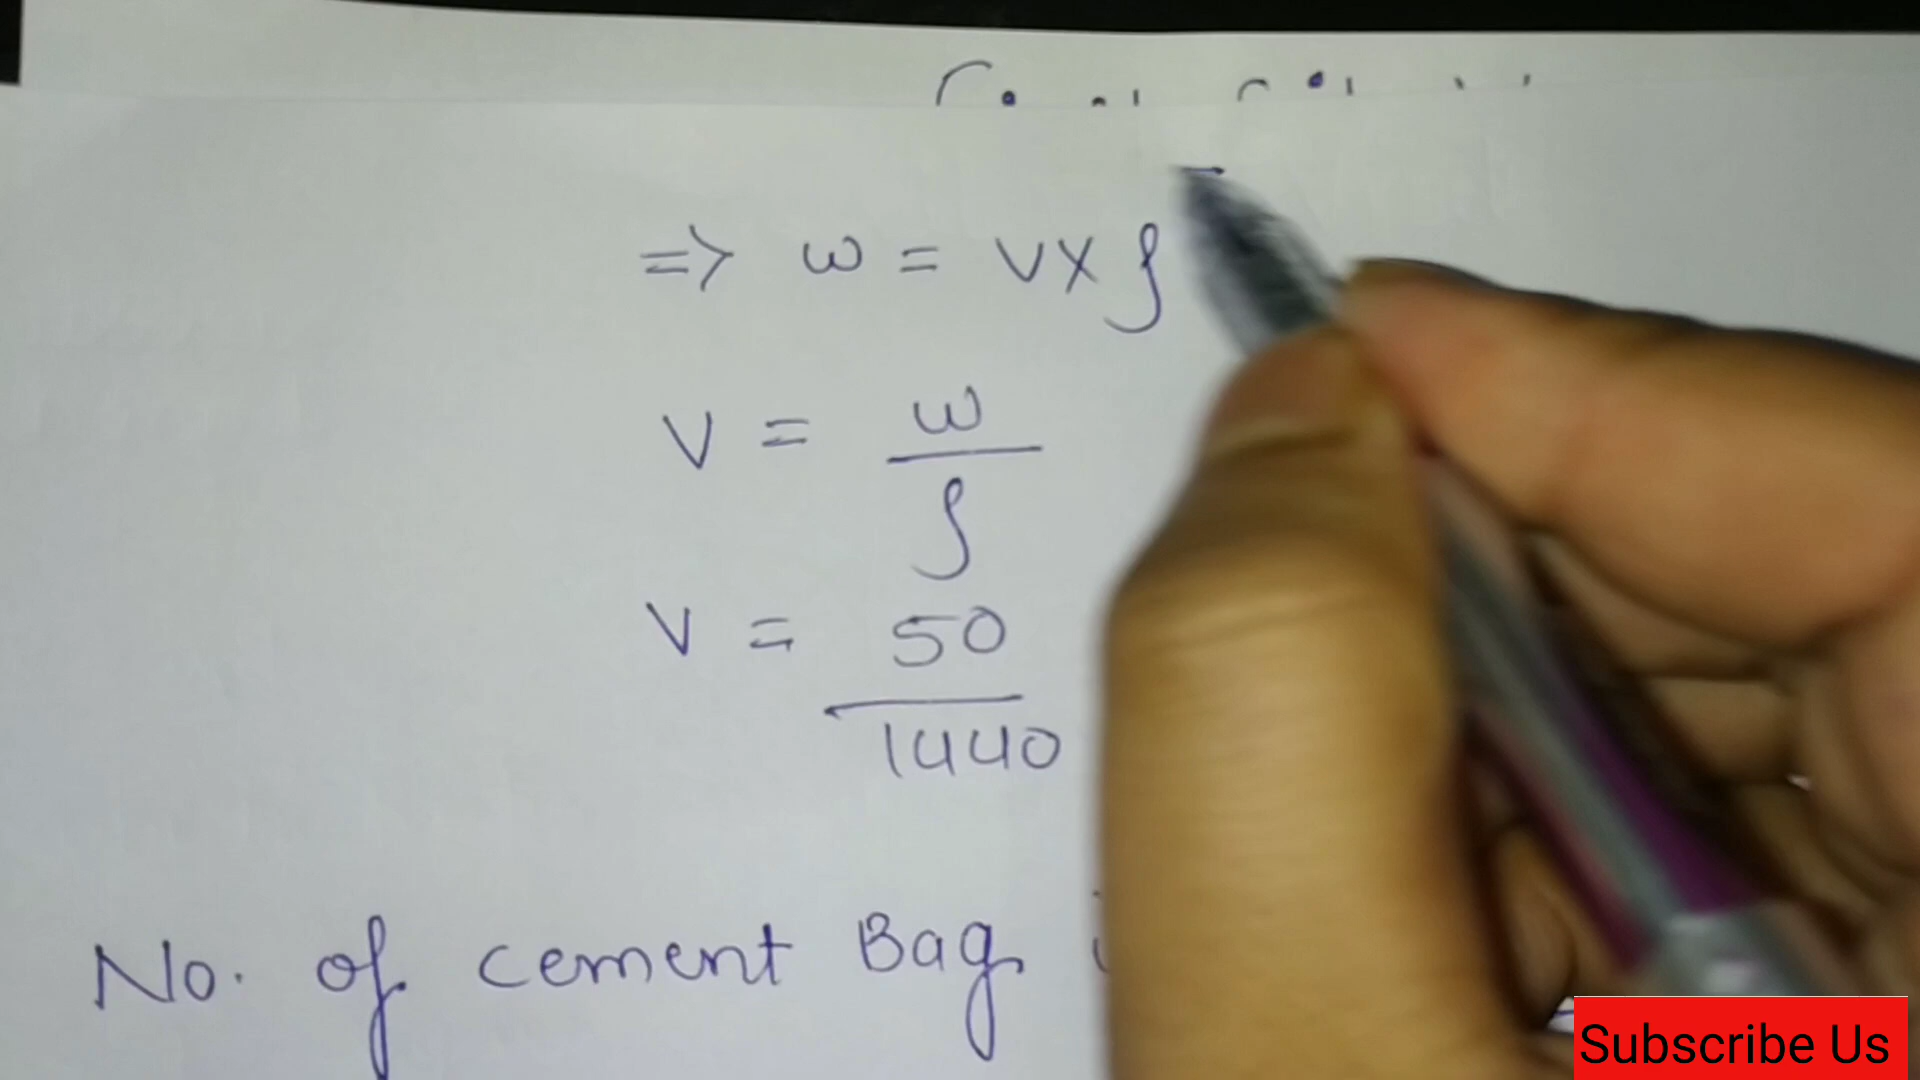 => w = V x ρ
V = w
ρ
V = 50
1440
No. of cement Bag
Subscribe Us